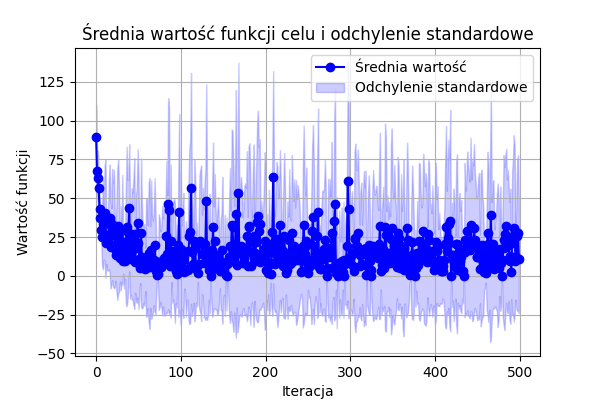 Średnia wartość funkcji celu i odchylenie standardowe
Średnia wartość
Odchylenie standardowe
Wartość funkcji
125
100
75
50
25
0
−25
−50
0 100 200 300 400 500
Iteracja